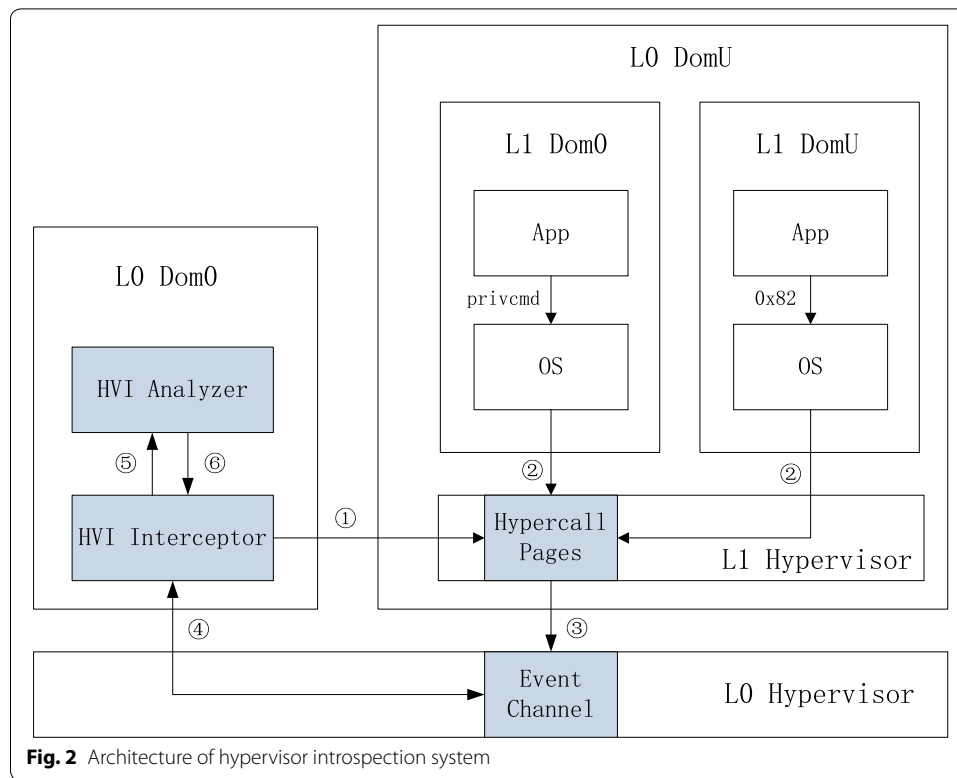 L0 DomU
L1 Dom0
L1 DomU
App
App
privcmd
0x82
OS
OS
L0 Dom0
HVI Analyzer
⑤
⑥
HVI Interceptor
①
②
②
Hypercall
Pages
L1 Hypervisor
④
③
Event
Channel
L0 Hypervisor
Fig. 2 Architecture of hypervisor introspection system